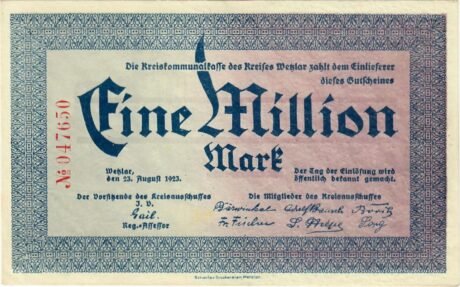 Die Kreiskommunalkasse des Kreises Wetzlar zahlt dem Einlieferer
dieses Gutscheines
Eine Million
Mark
№ 047650
Wetzlar,
den 23. August 1923.
Der Tag der Einlösung wird
öffentlich bekannt gemacht.
Der Vorsitzende des Kreisausschusses
J. V.
Gail.
Reg.-Assessor
Die Mitglieder des Kreisausschusses
Fr. Fischer